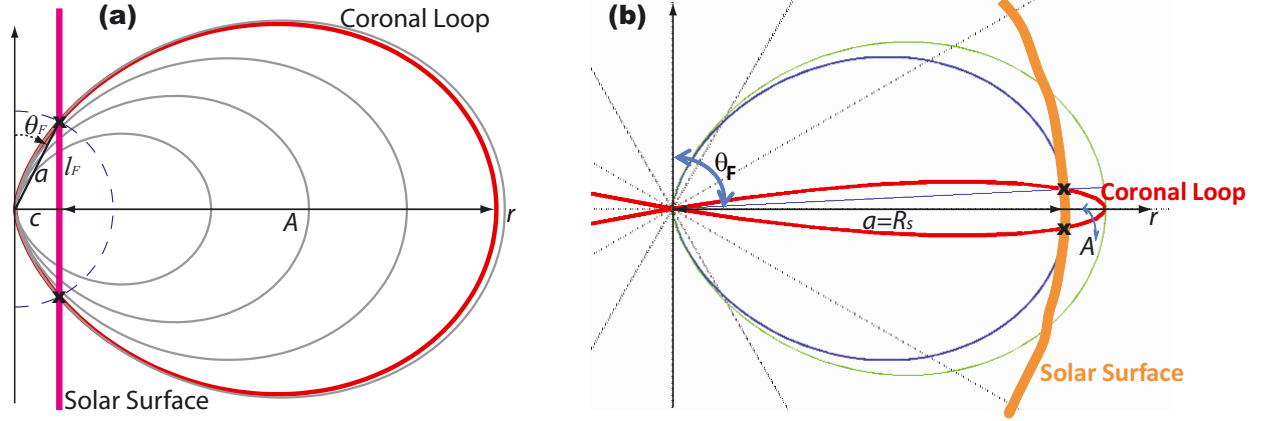 (a)
Coronal Loop
θF
a
lF
c
A
r
Solar Surface
(b)
θF
Coronal Loop
a=Rs
r
A
Solar Surface